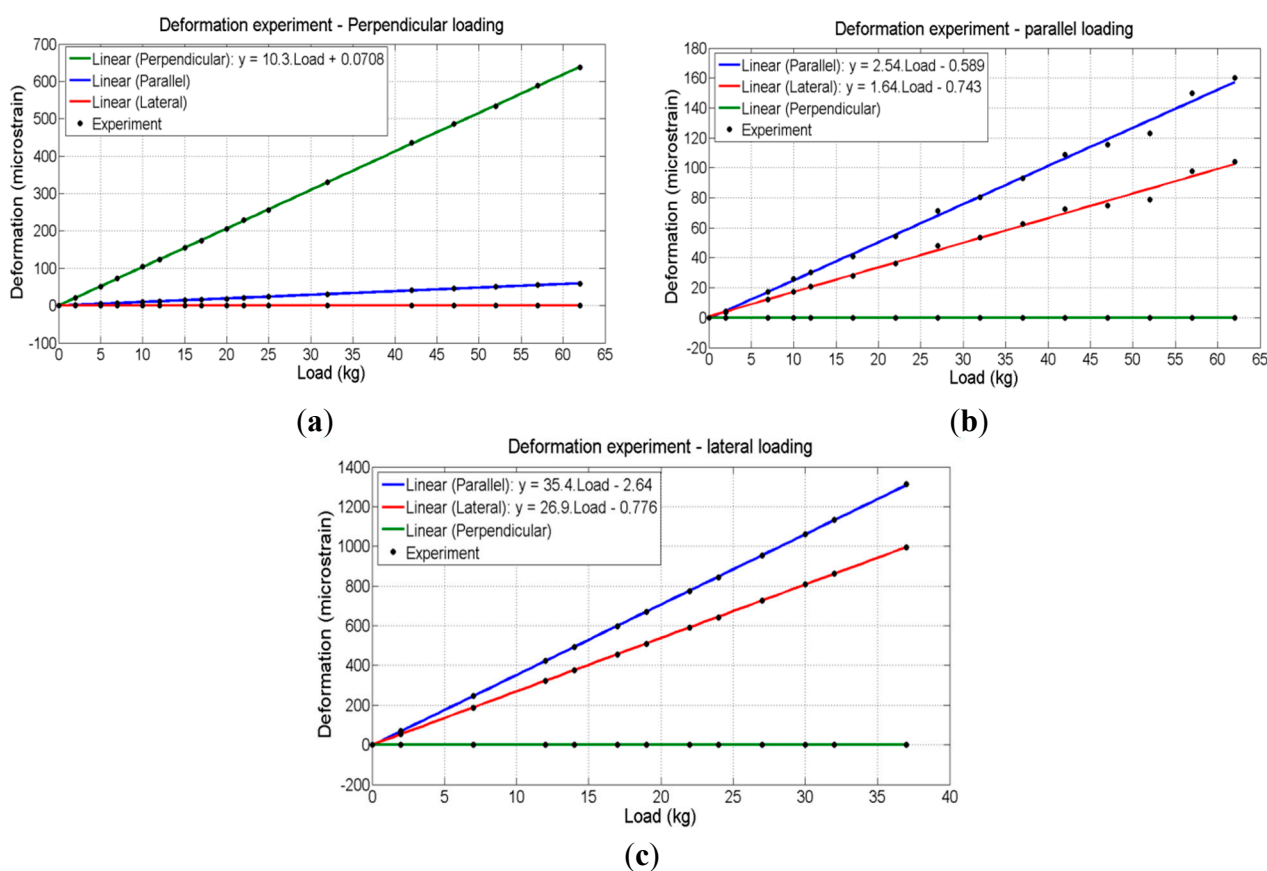 Deformation experiment - Perpendicular loading
Deformation (microstrain)
700
600
500
400
300
200
100
0
-100
Linear (Perpendicular): y = 10.3.Load + 0.0708
Linear (Parallel)
Linear (Lateral)
Experiment
0 5 10 15 20 25 30 35 40 45 50 55 60 65
Load (kg)
(a)
Deformation experiment - parallel loading
Deformation (microstrain)
180
160
140
120
100
80
60
40
20
0
-20
Linear (Parallel): y = 2.54.Load - 0.589
Linear (Lateral): y = 1.64.Load - 0.743
Linear (Perpendicular)
Experiment
0 5 10 15 20 25 30 35 40 45 50 55 60 65
Load (kg)
(b)
Deformation experiment - lateral loading
Deformation (microstrain)
1400
1200
1000
800
600
400
200
0
-200
Linear (Parallel): y = 35.4.Load - 2.64
Linear (Lateral): y = 26.9.Load - 0.776
Linear (Perpendicular)
Experiment
0 5 10 15 20 25 30 35 40
Load (kg)
(c)